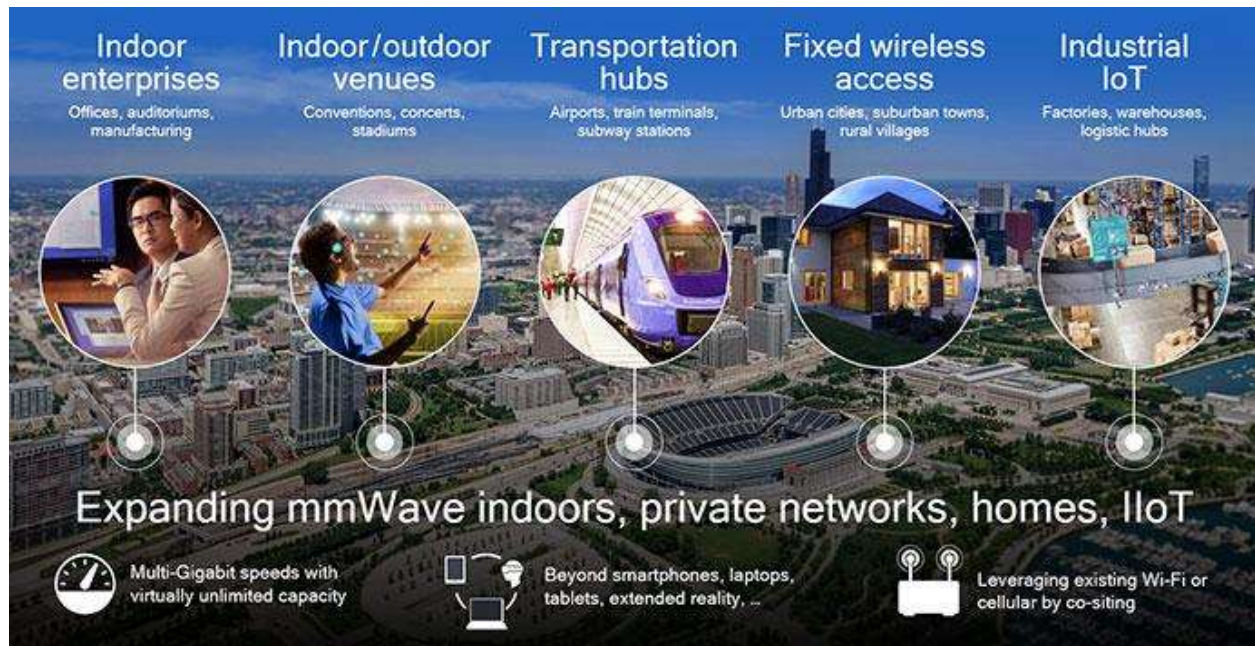 Indoor
enterprises
Offices, auditoriums,
manufacturing
Indoor/outdoor
venues
Conventions, concerts,
stadiums
Transportation
hubs
Airports, train terminals,
subway stations
Fixed wireless
access
Urban cities, suburban towns,
rural villages
Industrial
IoT
Factories, warehouses,
logistic hubs
Expanding mmWave indoors, private networks, homes, IIoT
Multi-Gigabit speeds with
virtually unlimited capacity
Beyond smartphones, laptops,
tablets, extended reality, ...
Leveraging existing Wi-Fi or
cellular by co-siting